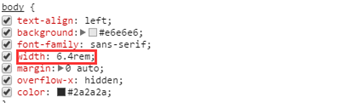 body {
text-align: left;
background: #e6e6e6;
font-family: sans-serif;
width: 6.4rem;
margin: 0 auto;
overflow-x: hidden;
color: #2a2a2a;